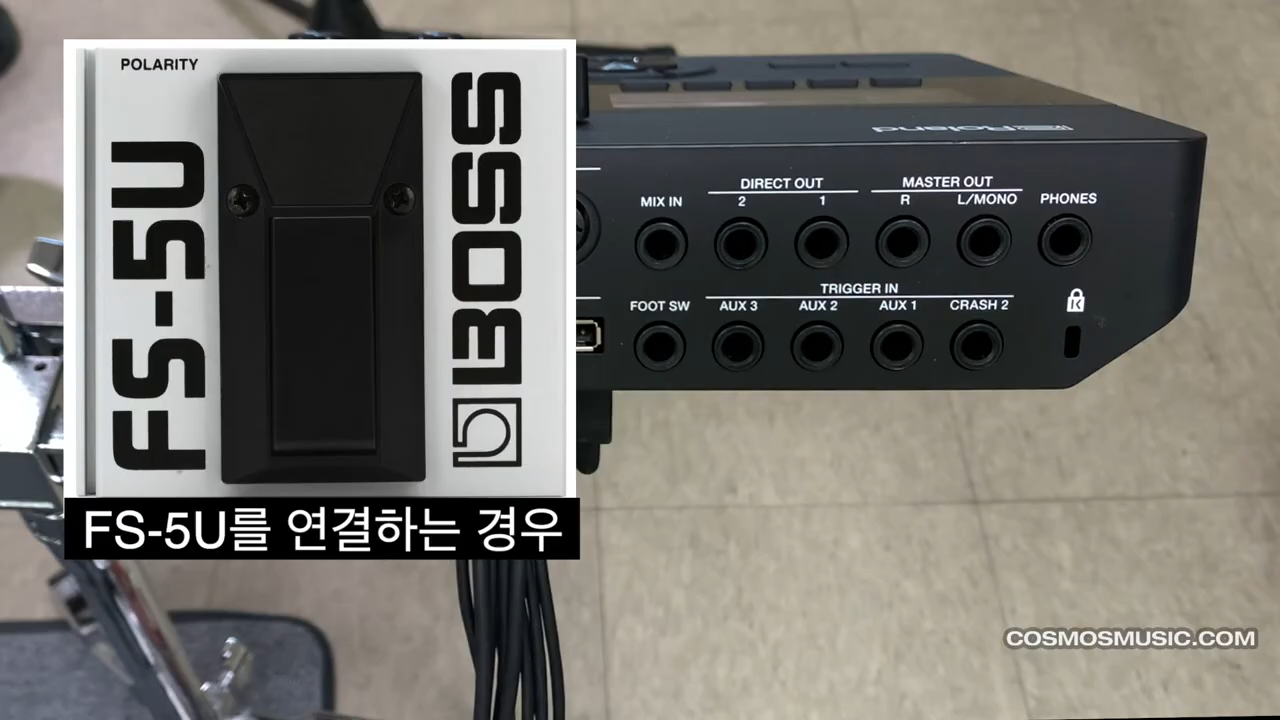 POLARITY
FS-5U
BOSS
FS-5U를 연결하는 경우
Roland
DIRECT OUT
MASTER OUT
MIX IN
2
1
R
L/MONO
PHONES
TRIGGER IN
FOOT SW
AUX 3
AUX 2
AUX 1
CRASH 2
K
COSMOSMUSIC.COM